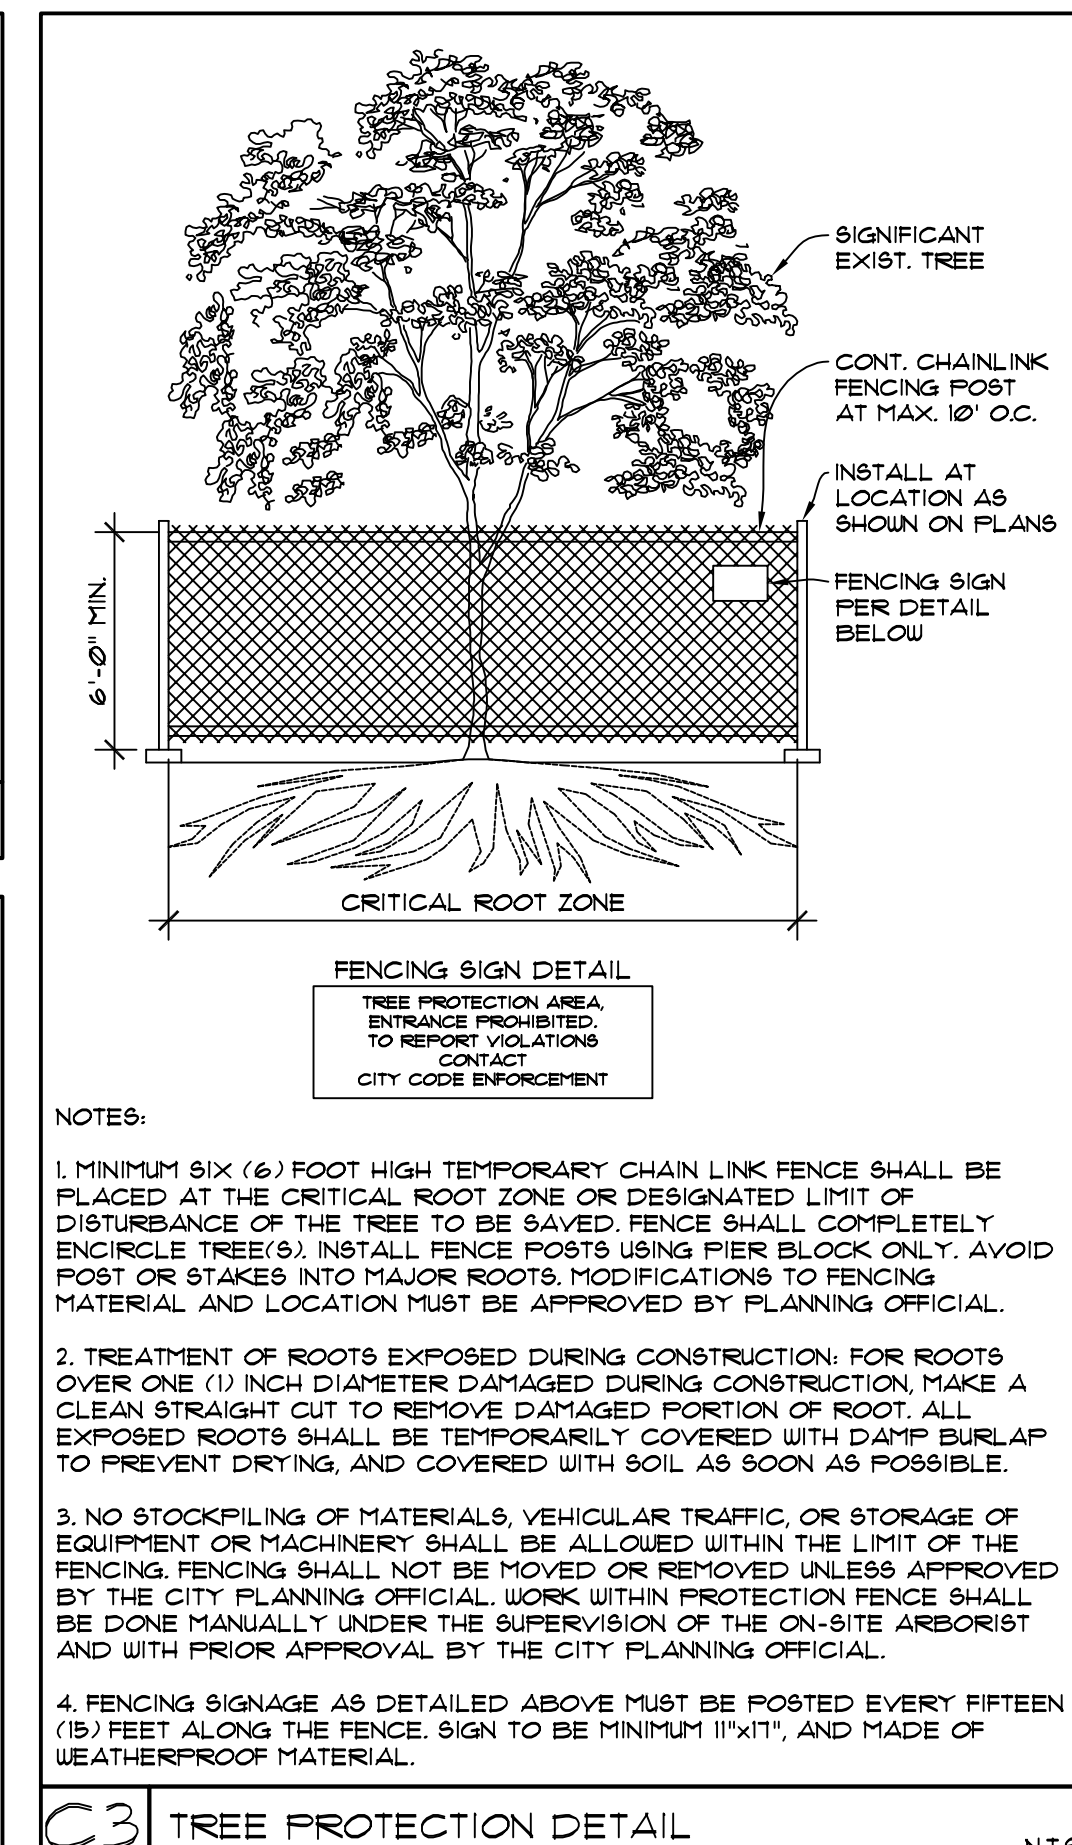 SIGNIFICANT
EXIST. TREE
CONT. CHAINLINK
FENCING POST
AT MAX. 10' O.C.
INSTALL AT
LOCATION AS
SHOWN ON PLANS
FENCING SIGN
PER DETAIL
BELOW
6'-0" MIN.
CRITICAL ROOT ZONE
FENCING SIGN DETAIL
TREE PROTECTION AREA,
ENTRANCE PROHIBITED.
TO REPORT VIOLATIONS
CONTACT
CITY CODE ENFORCEMENT
NOTES:
1. MINIMUM SIX (6) FOOT HIGH TEMPORARY CHAIN LINK FENCE SHALL BE
PLACED AT THE CRITICAL ROOT ZONE OR DESIGNATED LIMIT OF
DISTURBANCE OF THE TREE TO BE SAVED. FENCE SHALL COMPLETELY
ENCIRCLE TREE(S). INSTALL FENCE POSTS USING PIER BLOCK ONLY. AVOID
POST OR STAKES INTO MAJOR ROOTS. MODIFICATIONS TO FENCING
MATERIAL AND LOCATION MUST BE APPROVED BY PLANNING OFFICIAL.
2. TREATMENT OF ROOTS EXPOSED DURING CONSTRUCTION: FOR ROOTS
OVER ONE (1) INCH DIAMETER DAMAGED DURING CONSTRUCTION, MAKE A
CLEAN STRAIGHT CUT TO REMOVE DAMAGED PORTION OF ROOT. ALL
EXPOSED ROOTS SHALL BE TEMPORARILY COVERED WITH DAMP BURLAP
TO PREVENT DRYING, AND COVERED WITH SOIL AS SOON AS POSSIBLE.
3. NO STOCKPILING OF MATERIALS, VEHICULAR TRAFFIC, OR STORAGE OF
EQUIPMENT OR MACHINERY SHALL BE ALLOWED WITHIN THE LIMIT OF THE
FENCING. FENCING SHALL NOT BE MOVED OR REMOVED UNLESS APPROVED
BY THE CITY PLANNING OFFICIAL. WORK WITHIN PROTECTION FENCE SHALL
BE DONE MANUALLY UNDER THE SUPERVISION OF THE ON-SITE ARBORIST
AND WITH PRIOR APPROVAL BY THE CITY PLANNING OFFICIAL.
4. FENCING SIGNAGE AS DETAILED ABOVE MUST BE POSTED EVERY FIFTEEN
(15) FEET ALONG THE FENCE. SIGN TO BE MINIMUM 11"x17", AND MADE OF
WEATHERPROOF MATERIAL.
C3 TREE PROTECTION DETAIL